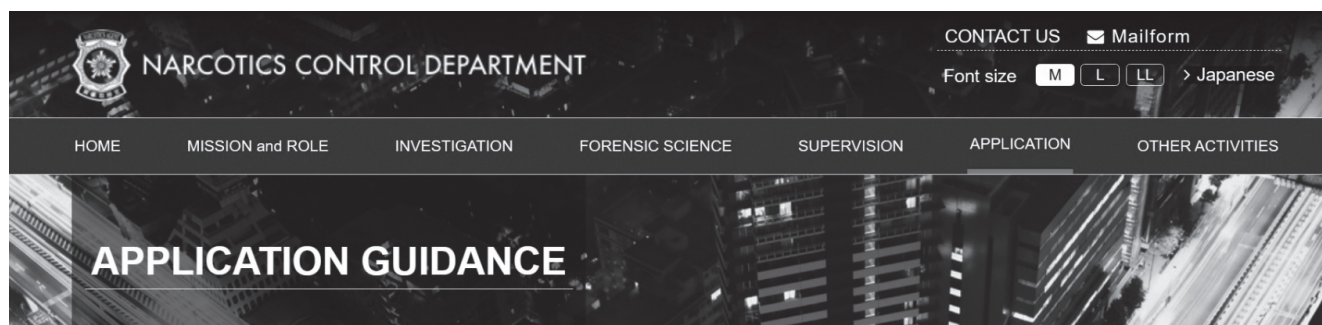 CONTACT US Mailform
NARCOTICS CONTROL DEPARTMENT
Font size M L LL > Japanese
HOME MISSION and ROLE INVESTIGATION FORENSIC SCIENCE SUPERVISION APPLICATION OTHER ACTIVITIES
APPLICATION GUIDANCE